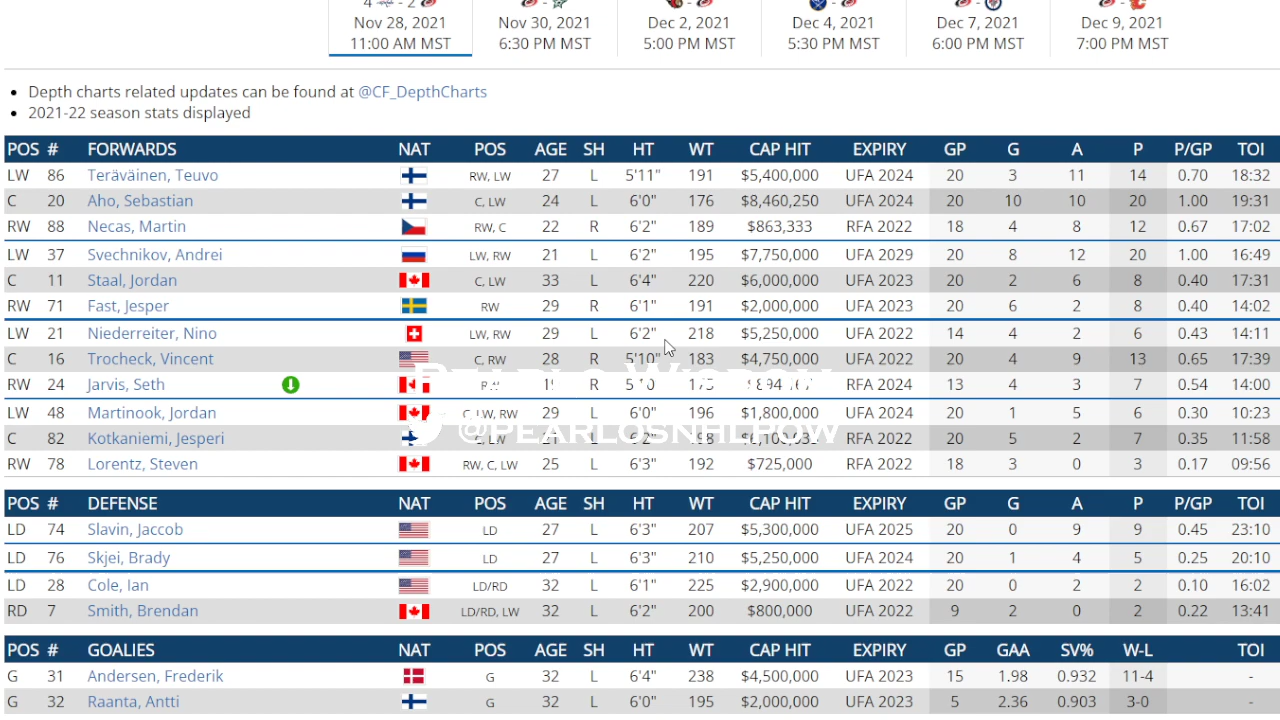 4 - 2
Nov 28, 2021 Nov 30, 2021 Dec 2, 2021 Dec 4, 2021 Dec 7, 2021 Dec 9, 2021
11:00 AM MST 6:30 PM MST 5:00 PM MST 5:30 PM MST 6:00 PM MST 7:00 PM MST
• Depth charts related updates can be found at @CF_DepthCharts
• 2021-22 season stats displayed
POS # FORWARDS NAT POS AGE SH HT WT CAP HIT EXPIRY GP G A P P/GP TOI
LW 86 Teräväinen, Teuvo RW, LW 27 L 5'11" 191 $5,400,000 UFA 2024 20 3 11 14 0.70 18:32
C 20 Aho, Sebastian C, LW 24 L 6'0" 176 $8,460,250 UFA 2024 20 10 10 20 1.00 19:31
RW 88 Necas, Martin RW, C 22 R 6'2" 189 $863,333 RFA 2022 18 4 8 12 0.67 17:02
LW 37 Svechnikov, Andrei LW, RW 21 L 6'2" 195 $7,750,000 UFA 2029 20 8 12 20 1.00 16:49
C 11 Staal, Jordan C, LW 33 L 6'4" 220 $6,000,000 UFA 2023 20 2 6 8 0.40 17:31
RW 71 Fast, Jesper RW 29 R 6'1" 191 $2,000,000 UFA 2023 20 6 2 8 0.40 14:02
LW 21 Niederreiter, Nino LW, RW 29 L 6'2" 218 $5,250,000 UFA 2022 14 4 2 6 0.43 14:11
C 16 Trocheck, Vincent C, RW 28 R 5'10" 183 $4,750,000 UFA 2022 20 4 9 13 0.65 17:39
RW 24 Jarvis, Seth R RFA 2024 13 4 3 7 0.54 14:00
LW 48 Martinook, Jordan C, LW, RW 29 L 6'0" 196 $1,800,000 UFA 2024 20 1 5 6 0.30 10:23
C 82 Kotkaniemi, Jesperi @PEARLOSNHLPOW RFA 2022 20 5 2 7 0.35 11:58
RW 78 Lorentz, Steven RW, C, LW 25 L 6'3" 192 $725,000 RFA 2022 18 3 0 3 0.17 09:56
POS # DEFENSE NAT POS AGE SH HT WT CAP HIT EXPIRY GP G A P P/GP TOI
LD 74 Slavin, Jaccob LD 27 L 6'3" 207 $5,300,000 UFA 2025 20 0 9 9 0.45 23:10
LD 76 Skjei, Brady LD 27 L 6'3" 210 $5,250,000 UFA 2024 20 1 4 5 0.25 20:10
LD 28 Cole, Ian LD/RD 32 L 6'1" 225 $2,900,000 UFA 2022 20 0 2 2 0.10 16:02
RD 7 Smith, Brendan LD/RD, LW 32 L 6'2" 200 $800,000 UFA 2022 9 2 0 2 0.22 13:41
POS # GOALIES NAT POS AGE SH HT WT CAP HIT EXPIRY GP GAA SV% W-L TOI
G 31 Andersen, Frederik G 32 L 6'4" 238 $4,500,000 UFA 2023 15 1.98 0.932 11-4 -
G 32 Raanta, Antti G 32 L 6'0" 195 $2,000,000 UFA 2023 5 2.36 0.903 3-0 -